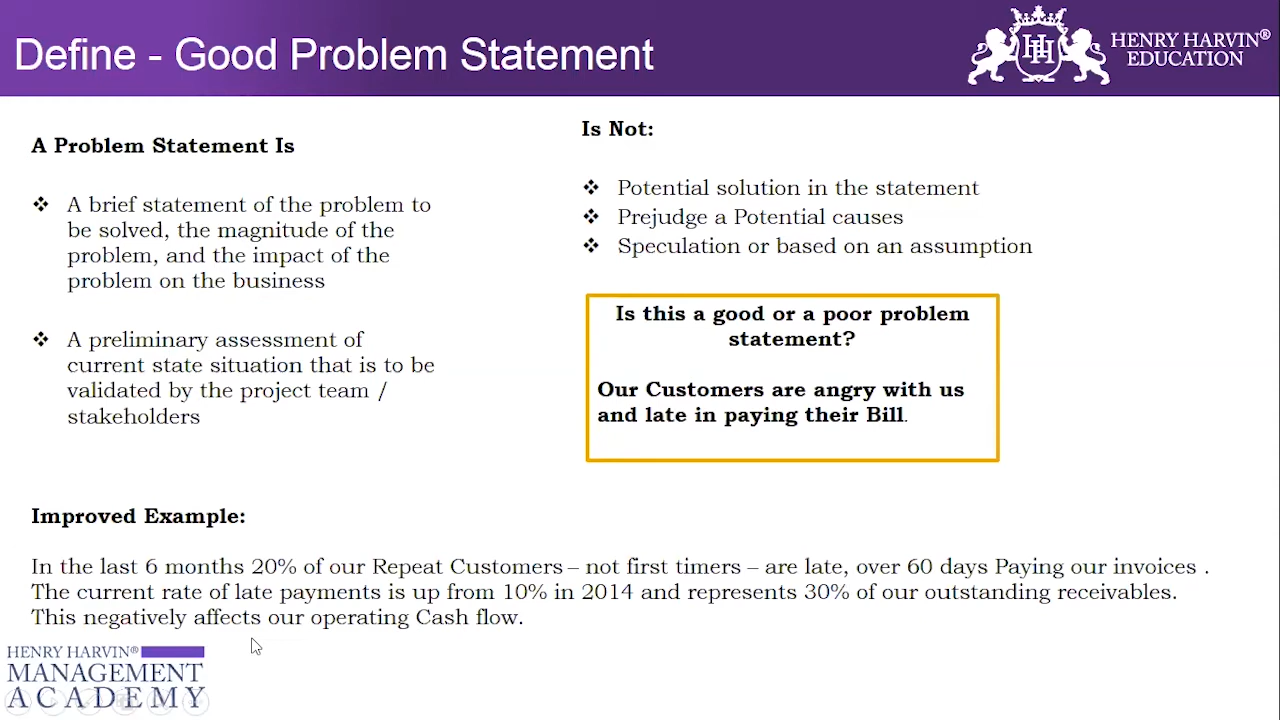 Define - Good Problem Statement
HENRY HARVIN®
EDUCATION
A Problem Statement Is
❖ A brief statement of the problem to
be solved, the magnitude of the
problem, and the impact of the
problem on the business
❖ A preliminary assessment of
current state situation that is to be
validated by the project team /
stakeholders
Is Not:
❖ Potential solution in the statement
❖ Prejudge a Potential causes
❖ Speculation or based on an assumption
Is this a good or a poor problem
statement?
Our Customers are angry with us
and late in paying their Bill.
Improved Example:
In the last 6 months 20% of our Repeat Customers – not first timers – are late, over 60 days Paying our invoices .
The current rate of late payments is up from 10% in 2014 and represents 30% of our outstanding receivables.
This negatively affects our operating Cash flow.
HENRY HARVIN®
MANAGEMENT
ACADEMY